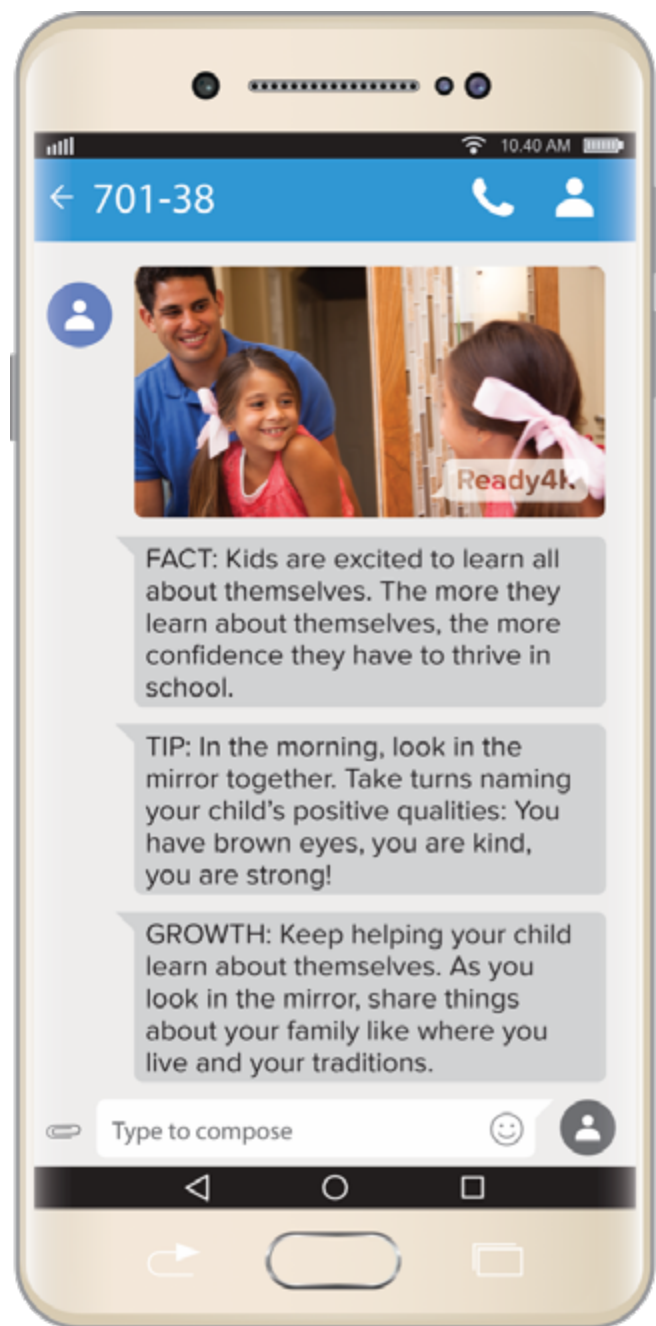 10.40 AM
701-38
Ready4K
FACT: Kids are excited to learn all
about themselves. The more they
learn about themselves, the more
confidence they have to thrive in
school.
TIP: In the morning, look in the
mirror together. Take turns naming
your child's positive qualities: You
have brown eyes, you are kind,
you are strong!
GROWTH: Keep helping your child
learn about themselves. As you
look in the mirror, share things
about your family like where you
live and your traditions.
Type to compose